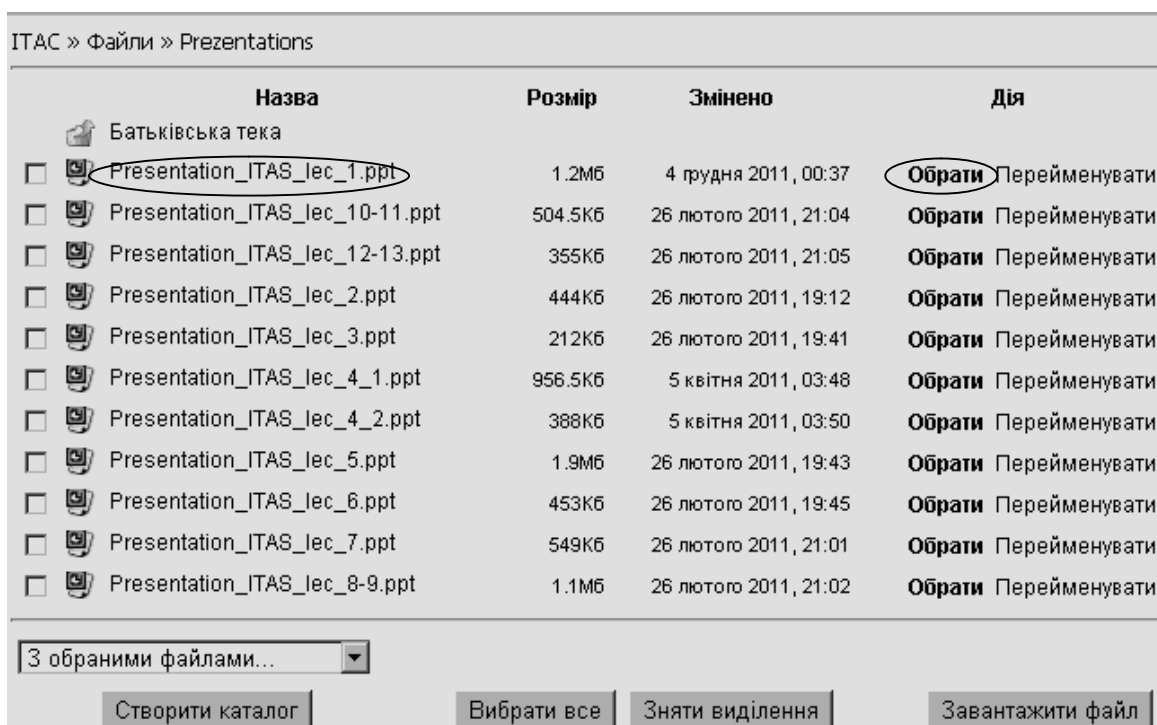 ITAC » Файли » Prezentations
Назва Розмір Змінено Дія
Батьківська тека
Presentation_ITAS_lec_1.ppt 1.2Мб 4 грудня 2011, 00:37 Обрати Перейменувати
Presentation_ITAS_lec_10-11.ppt 504.5Кб 26 лютого 2011, 21:04 Обрати Перейменувати
Presentation_ITAS_lec_12-13.ppt 355Кб 26 лютого 2011, 21:05 Обрати Перейменувати
Presentation_ITAS_lec_2.ppt 444Кб 26 лютого 2011, 19:12 Обрати Перейменувати
Presentation_ITAS_lec_3.ppt 212Кб 26 лютого 2011, 19:41 Обрати Перейменувати
Presentation_ITAS_lec_4_1.ppt 956.5Кб 5 квітня 2011, 03:48 Обрати Перейменувати
Presentation_ITAS_lec_4_2.ppt 388Кб 5 квітня 2011, 03:50 Обрати Перейменувати
Presentation_ITAS_lec_5.ppt 1.9Мб 26 лютого 2011, 19:43 Обрати Перейменувати
Presentation_ITAS_lec_6.ppt 453Кб 26 лютого 2011, 19:45 Обрати Перейменувати
Presentation_ITAS_lec_7.ppt 549Кб 26 лютого 2011, 21:01 Обрати Перейменувати
Presentation_ITAS_lec_8-9.ppt 1.1Мб 26 лютого 2011, 21:02 Обрати Перейменувати
З обраними файлами...
Створити каталог Вибрати все Зняти виділення Завантажити файл